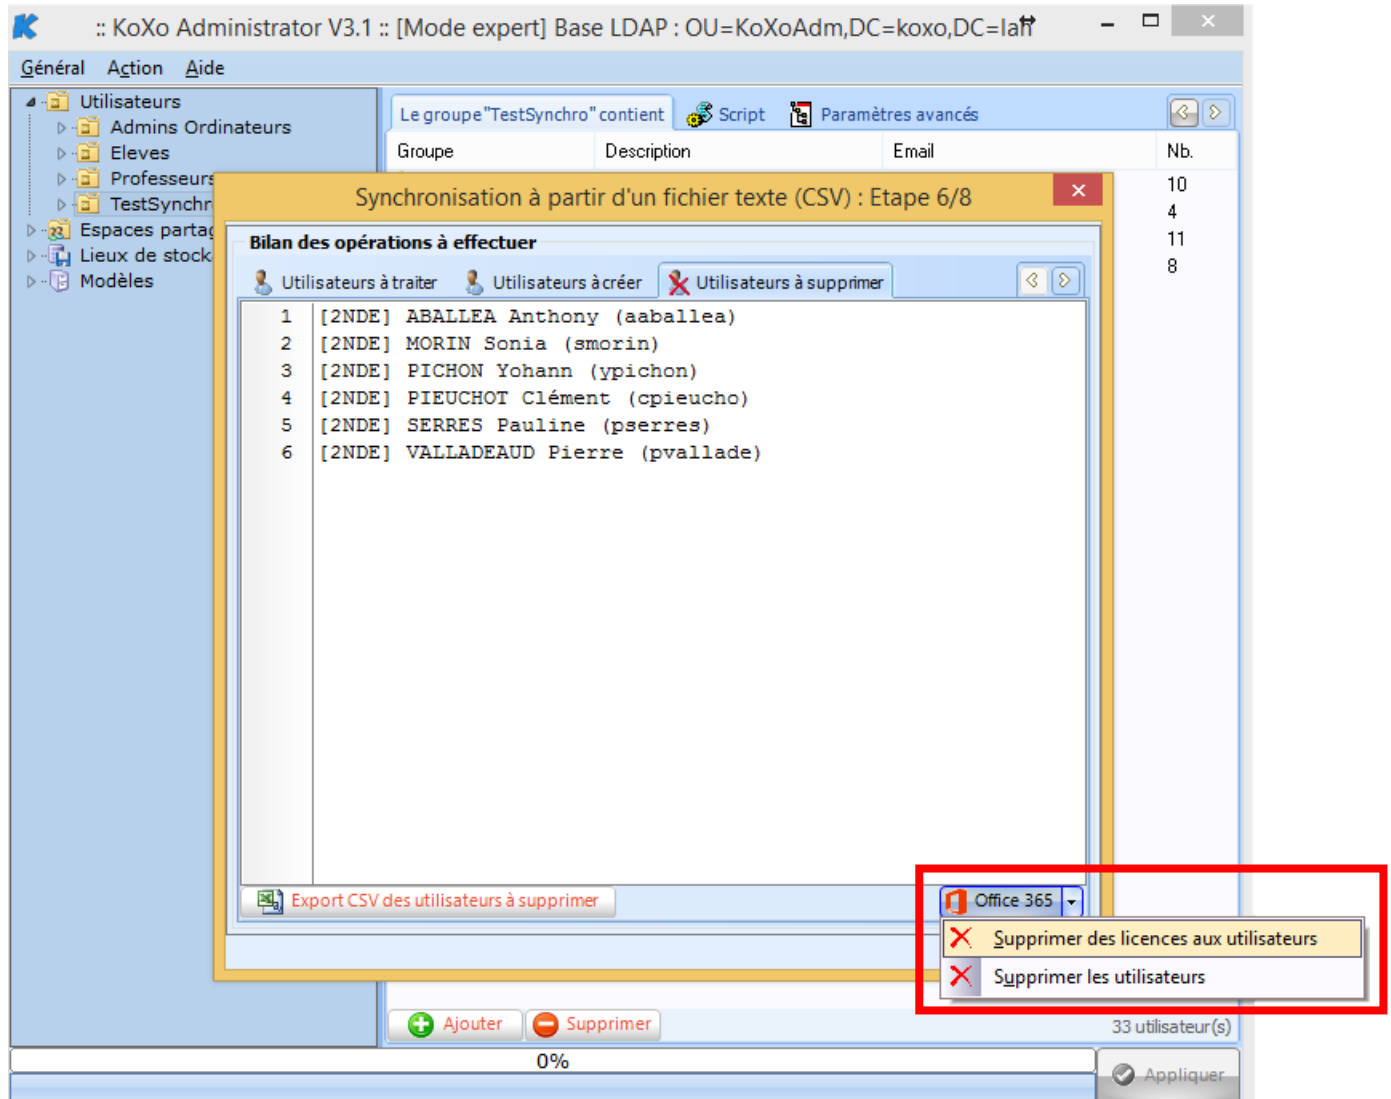 :: KoXo Administrator V3.1 :: [Mode expert] Base LDAP : OU=KoXoAdm,DC=koxo,DC=lan
Général Action Aide
Utilisateurs
Admins Ordinateurs
Eleves
Professeurs
TestSynchr
Espaces partag
Lieux de stock
Modèles
Le groupe "TestSynchro" contient Script Paramètres avancés
Groupe Description Email Nb.
10
4
11
8
Synchronisation à partir d'un fichier texte (CSV) : Etape 6/8
Bilan des opérations à effectuer
Utilisateurs à traiter Utilisateurs à créer Utilisateurs à supprimer
1 [2NDE] ABALLEA Anthony (aaballea)
2 [2NDE] MORIN Sonia (smorin)
3 [2NDE] PICHON Yohann (ypichon)
4 [2NDE] PIEUCHOT Clément (cpieucho)
5 [2NDE] SERRES Pauline (pserres)
6 [2NDE] VALLADEAUD Pierre (pvallade)
Export CSV des utilisateurs à supprimer Office 365
Supprimer des licences aux utilisateurs
Supprimer les utilisateurs
Ajouter Supprimer 33 utilisateur(s)
0%
Appliquer